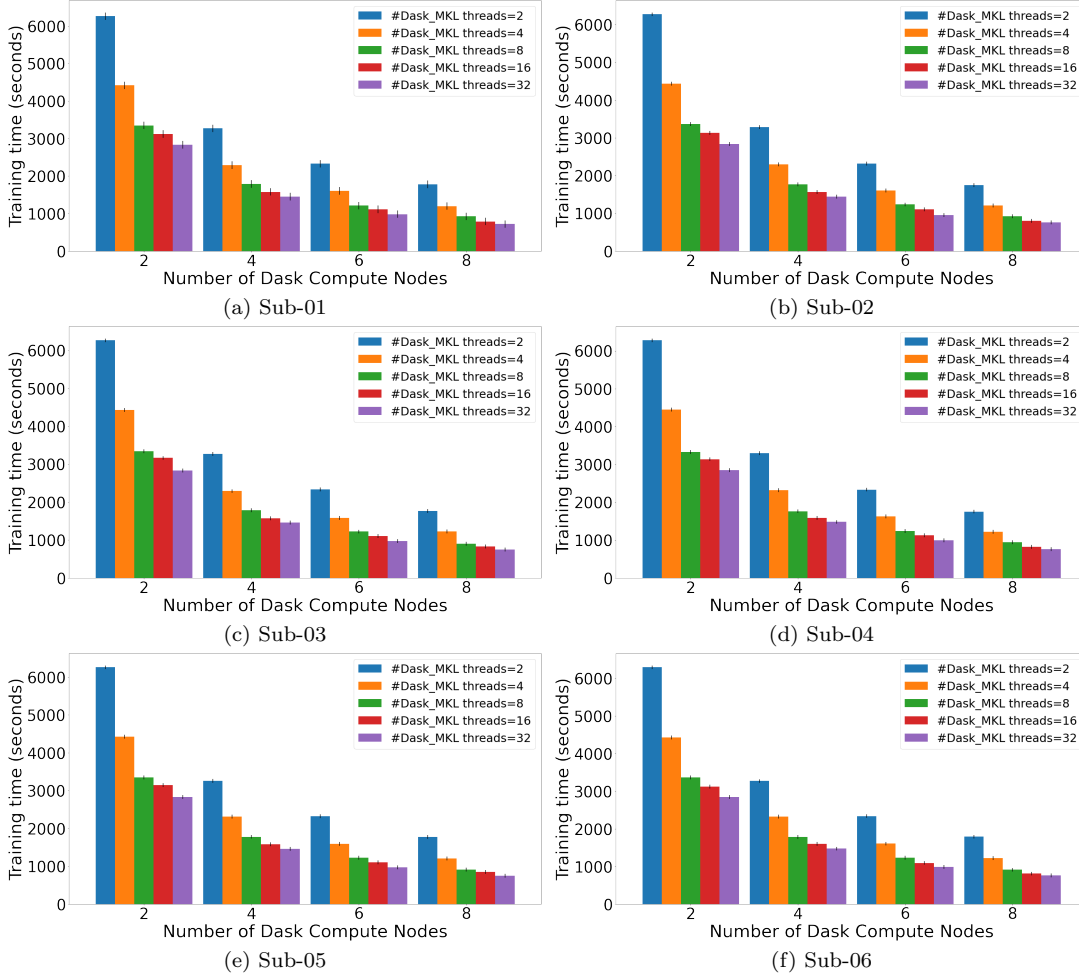 Training time (seconds)
6000
5000
4000
3000
2000
1000
0
#Dask_MKL threads=2
#Dask_MKL threads=4
#Dask_MKL threads=8
#Dask_MKL threads=16
#Dask_MKL threads=32
2 4 6 8
Number of Dask Compute Nodes
(a) Sub-01
Training time (seconds)
6000
5000
4000
3000
2000
1000
0
#Dask_MKL threads=2
#Dask_MKL threads=4
#Dask_MKL threads=8
#Dask_MKL threads=16
#Dask_MKL threads=32
2 4 6 8
Number of Dask Compute Nodes
(b) Sub-02
Training time (seconds)
6000
5000
4000
3000
2000
1000
0
#Dask_MKL threads=2
#Dask_MKL threads=4
#Dask_MKL threads=8
#Dask_MKL threads=16
#Dask_MKL threads=32
2 4 6 8
Number of Dask Compute Nodes
(c) Sub-03
Training time (seconds)
6000
5000
4000
3000
2000
1000
0
#Dask_MKL threads=2
#Dask_MKL threads=4
#Dask_MKL threads=8
#Dask_MKL threads=16
#Dask_MKL threads=32
2 4 6 8
Number of Dask Compute Nodes
(d) Sub-04
Training time (seconds)
6000
5000
4000
3000
2000
1000
0
#Dask_MKL threads=2
#Dask_MKL threads=4
#Dask_MKL threads=8
#Dask_MKL threads=16
#Dask_MKL threads=32
2 4 6 8
Number of Dask Compute Nodes
(e) Sub-05
Training time (seconds)
6000
5000
4000
3000
2000
1000
0
#Dask_MKL threads=2
#Dask_MKL threads=4
#Dask_MKL threads=8
#Dask_MKL threads=16
#Dask_MKL threads=32
2 4 6 8
Number of Dask Compute Nodes
(f) Sub-06